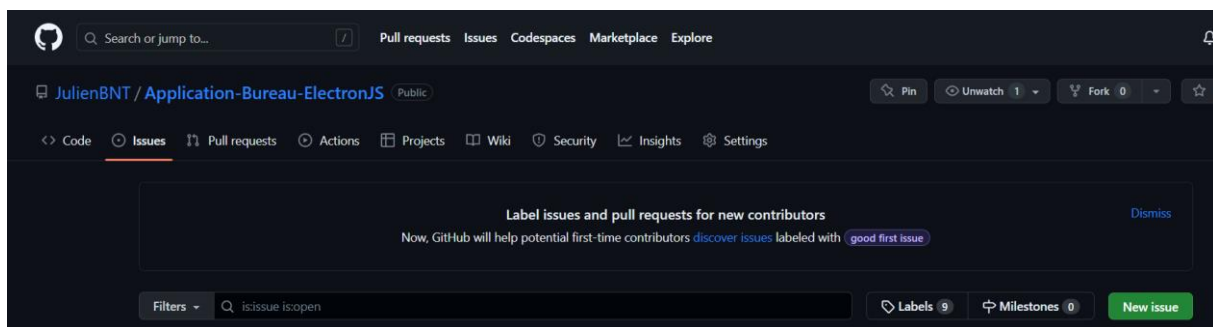 Search or jump to... / Pull requests Issues Codespaces Marketplace Explore
JulienBNT / Application-Bureau-ElectronJS Public Pin Unwatch 1 Fork 0
Code Issues Pull requests Actions Projects Wiki Security Insights Settings
Label issues and pull requests for new contributors Dismiss
Now, GitHub will help potential first-time contributors discover issues labeled with good first issue
Filters is:issue is:open Labels 9 Milestones 0 New issue